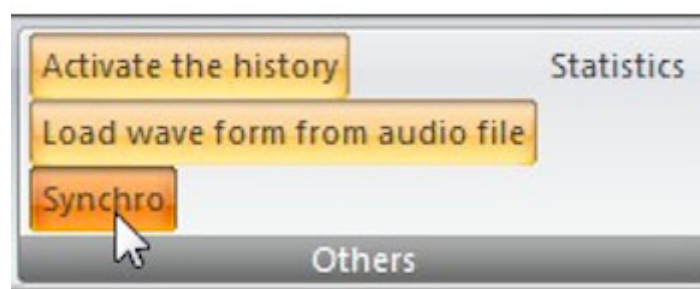 Activate the history Statistics
Load wave form from audio file
Synchro
Others